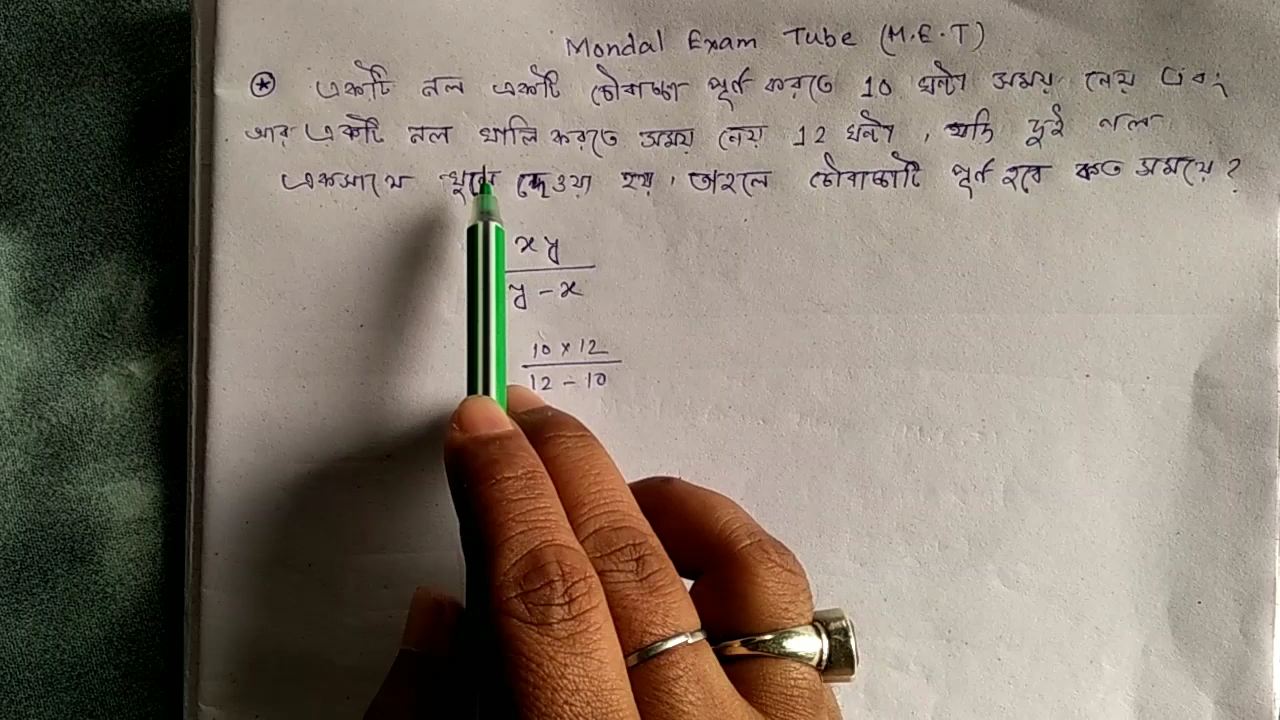 Mondal Exam Tube (M.E.T)
একটি নল একটি চৌবাচ্চা পূর্ণ করতে 10 ঘন্টা সময় নেয় এবং
আর একটি নল খালি করতে সময় নেয় 12 ঘন্টা, যদি দুই নল
একসাথে খুলে দেওয়া হয়, তাহলে চৌবাচ্চাটি পূর্ণ হবে কত সময়ে?
xy
y - x
10 x 12
12 - 10